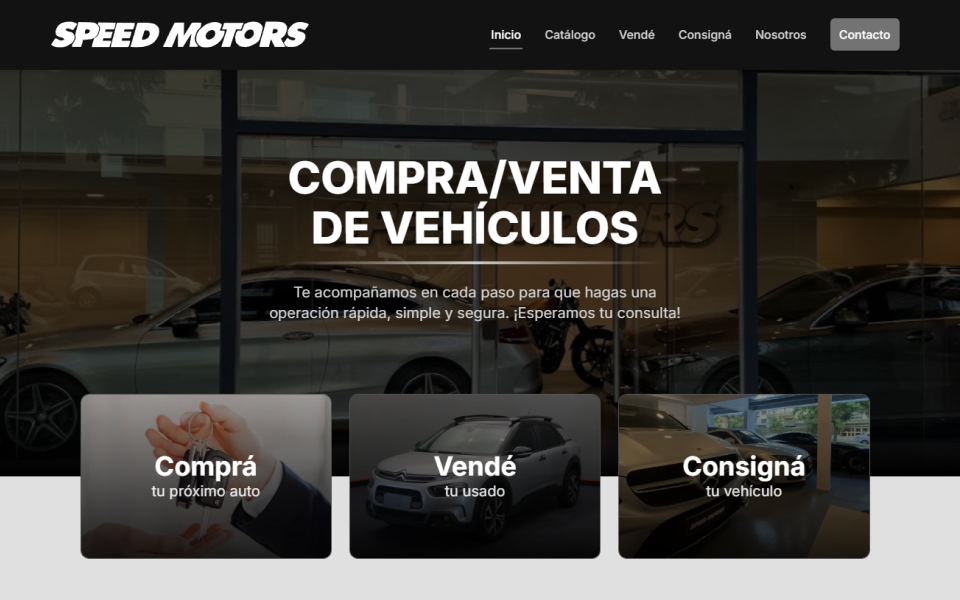 SPEED MOTORS
Inicio
Catálogo
Vendé
Consigná
Nosotros
Contacto
COMPRA/VENTA
DE VEHÍCULOS
Te acompañamos en cada paso para que hagas una
operación rápida, simple y segura. ¡Esperamos tu consulta!
Comprá
tu próximo auto
Vendé
tu usado
Consigná
tu vehículo